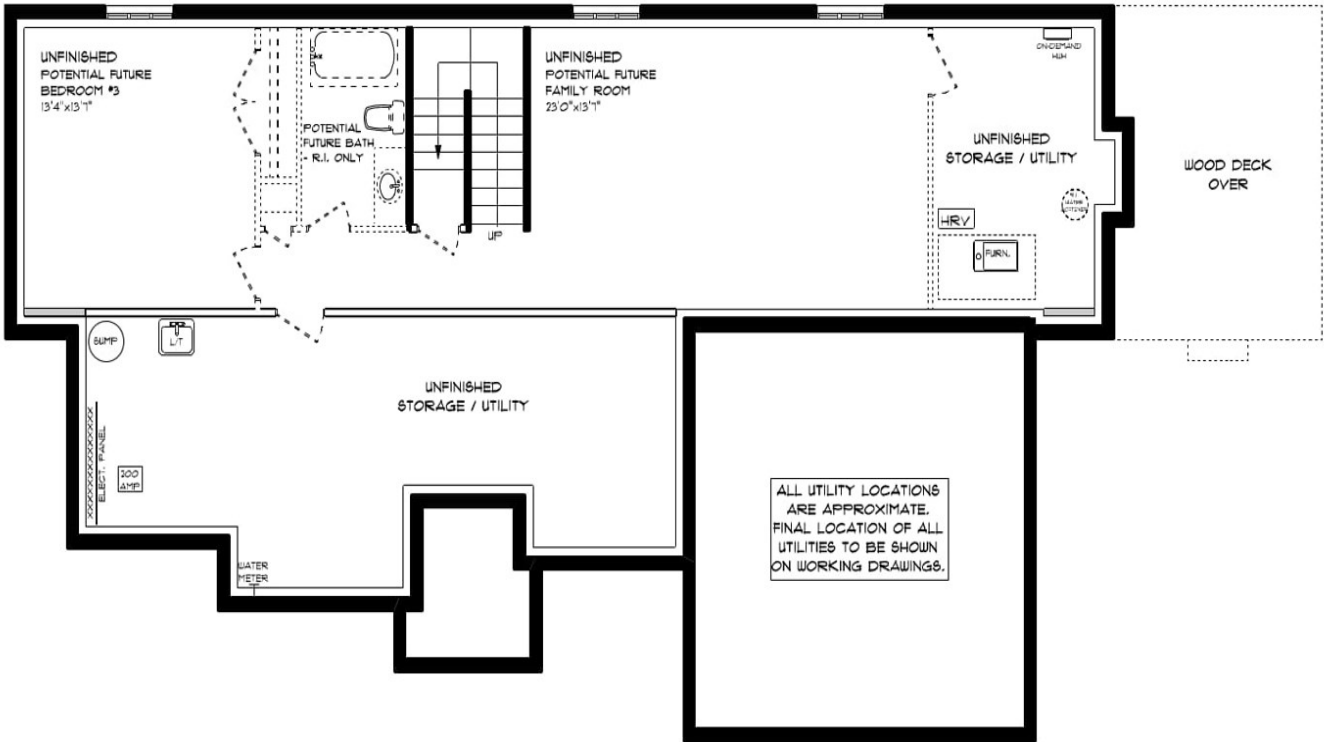 UNFINISHED
POTENTIAL FUTURE
BEDROOM #3
13'4"x13'7"
POTENTIAL
FUTURE BATH
- R.I. ONLY
UP
UNFINISHED
POTENTIAL FUTURE
FAMILY ROOM
23'0"x13'7"
ON-DEMAND
HWH
UNFINISHED
STORAGE / UTILITY
HRV
FURN.
WOOD DECK
OVER
SUMP
L/T
UNFINISHED
STORAGE / UTILITY
ELECT. PANEL
200
AMP
WATER
METER
ALL UTILITY LOCATIONS
ARE APPROXIMATE.
FINAL LOCATION OF ALL
UTILITIES TO BE SHOWN
ON WORKING DRAWINGS.